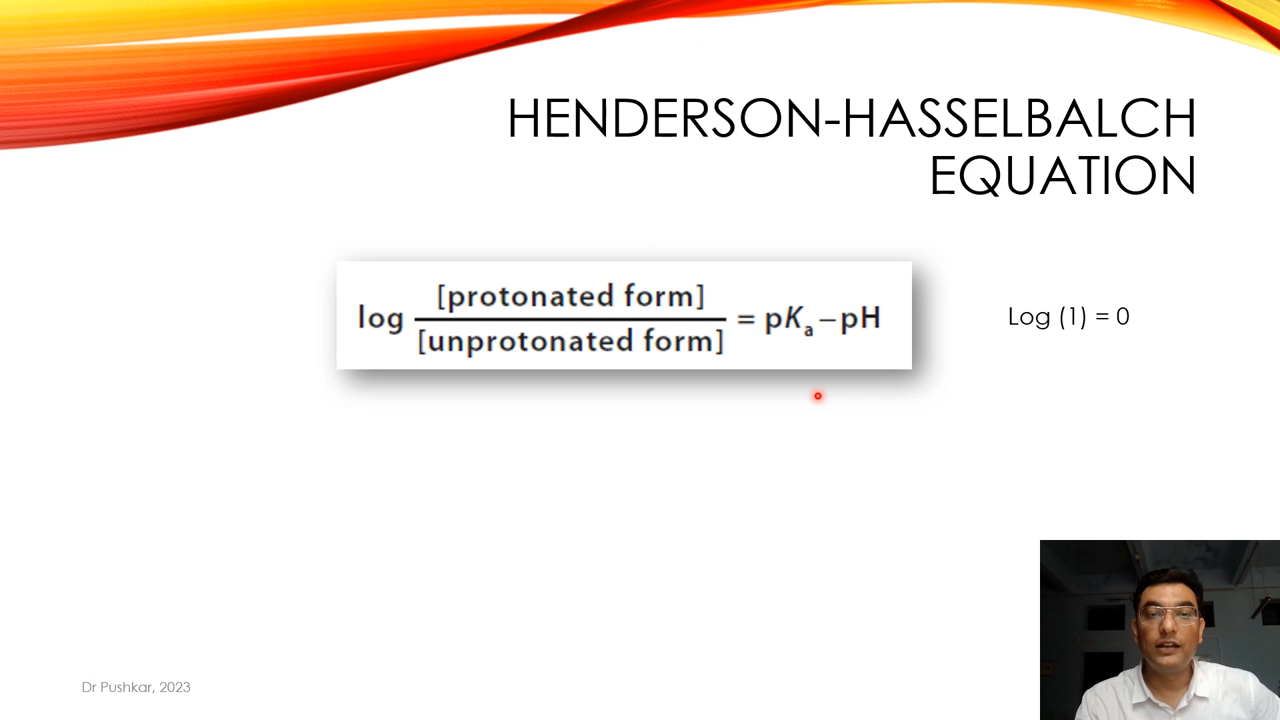 HENDERSON-HASSELBALCH
EQUATION
log [protonated form] / [unprotonated form] = pKₐ – pH
Log (1) = 0
Dr Pushkar, 2023